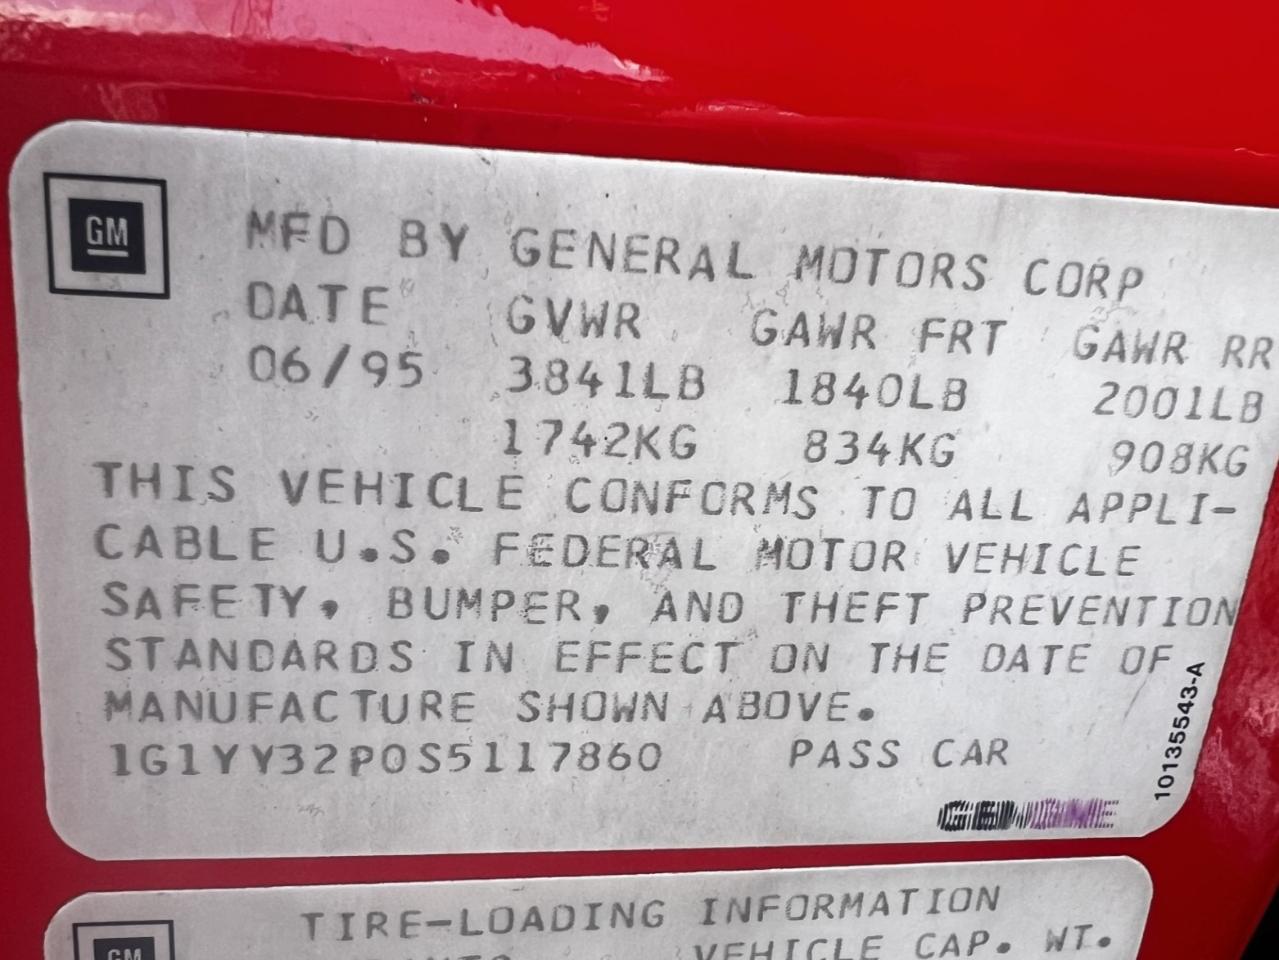 GM
MFD BY GENERAL MOTORS CORP
DATE GVWR GAWR FRT GAWR RR
06/95 3841LB 1840LB 2001LB
1742KG 834KG 908KG
THIS VEHICLE CONFORMS TO ALL APPLI-
CABLE U.S. FEDERAL MOTOR VEHICLE
SAFETY, BUMPER, AND THEFT PREVENTION
STANDARDS IN EFFECT ON THE DATE OF
MANUFACTURE SHOWN ABOVE.
1G1YY32P0S5117860 PASS CAR
10135543-A
GM
TIRE-LOADING INFORMATION
VEHICLE CAP. WT.